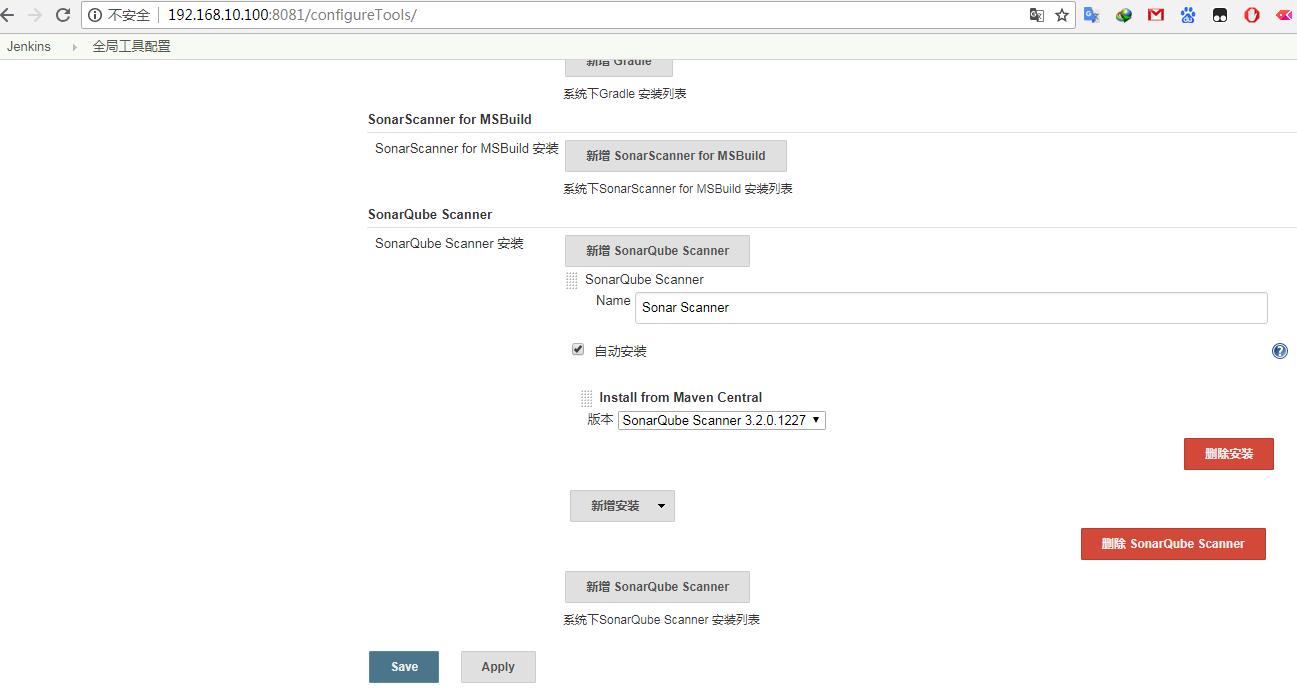 不安全 192.168.10.100:8081/configureTools/
Jenkins 全局工具配置
新增 Gradle
系统下Gradle 安装列表
SonarScanner for MSBuild
SonarScanner for MSBuild 安装 新增 SonarScanner for MSBuild
系统下SonarScanner for MSBuild 安装列表
SonarQube Scanner
SonarQube Scanner 安装 新增 SonarQube Scanner
SonarQube Scanner
Name Sonar Scanner
自动安装
Install from Maven Central
版本 SonarQube Scanner 3.2.0.1227
删除安装
新增安装
删除 SonarQube Scanner
新增 SonarQube Scanner
系统下SonarQube Scanner 安装列表
Save Apply